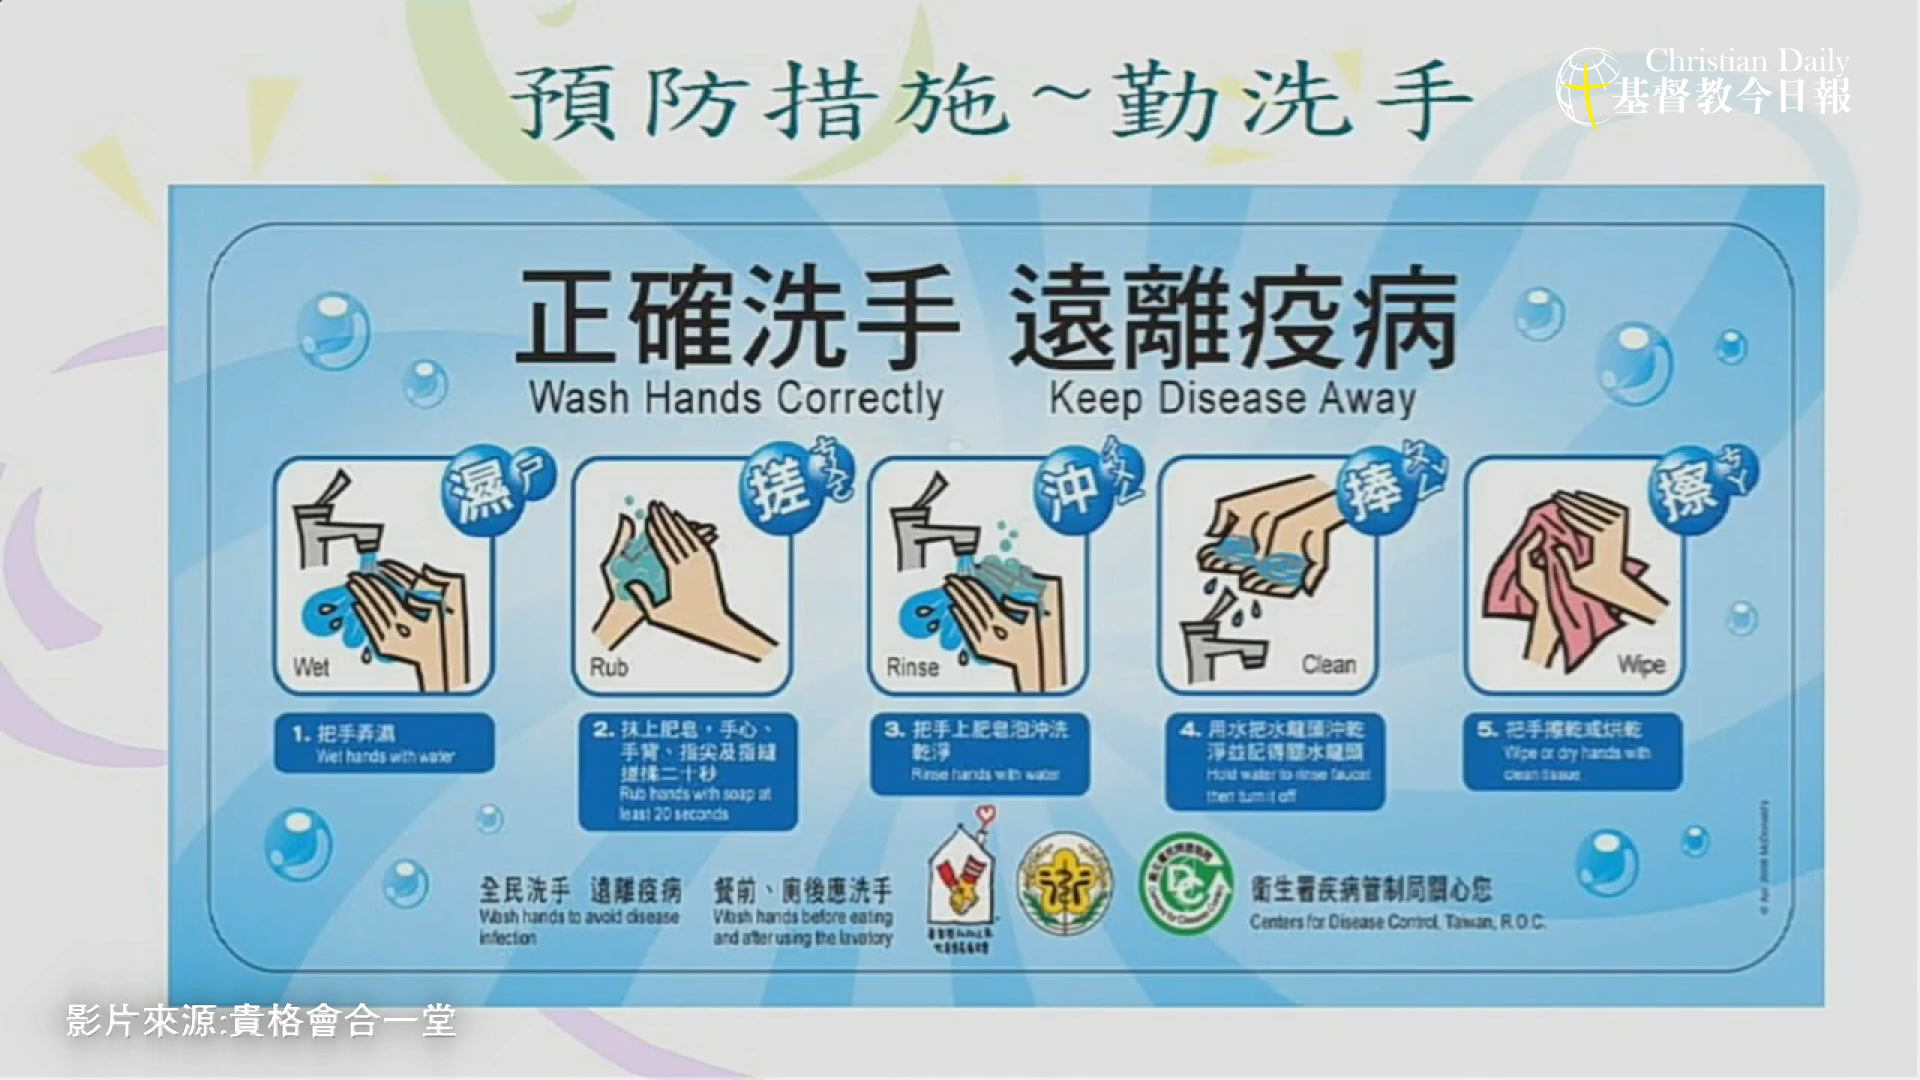 預防措施~勤洗手
Christian Daily
基督教今日報
正確洗手 遠離疫病
Wash Hands Correctly Keep Disease Away
濕 ㄕ
搓 ㄘㄨㄛ
沖 ㄔㄨㄥ
捧 ㄆㄥ
擦 ㄘㄚ
Wet
Rub
Rinse
Clean
Wipe
1. 把手弄濕
Wet hands with water
2. 抹上肥皂，手心、
手背、指尖及指縫
搓揉二十秒
Rub hands with soap at
least 20 seconds
3. 把手上肥皂泡沖洗
乾淨
Rinse hands with water
4. 用水把水龍頭沖乾
淨並記得關水龍頭
Hold water to rinse faucet
then turn it off
5. 把手擦乾或烘乾
Wipe or dry hands with
clean tissue
全民洗手 遠離疫病
Wash hands to avoid disease
infection
餐前、廁後應洗手
Wash hands before eating
and after using the lavatory
衛生署疾病管制局關心您
Centers for Disease Control, Taiwan, R.O.C.
影片來源:貴格會合一堂